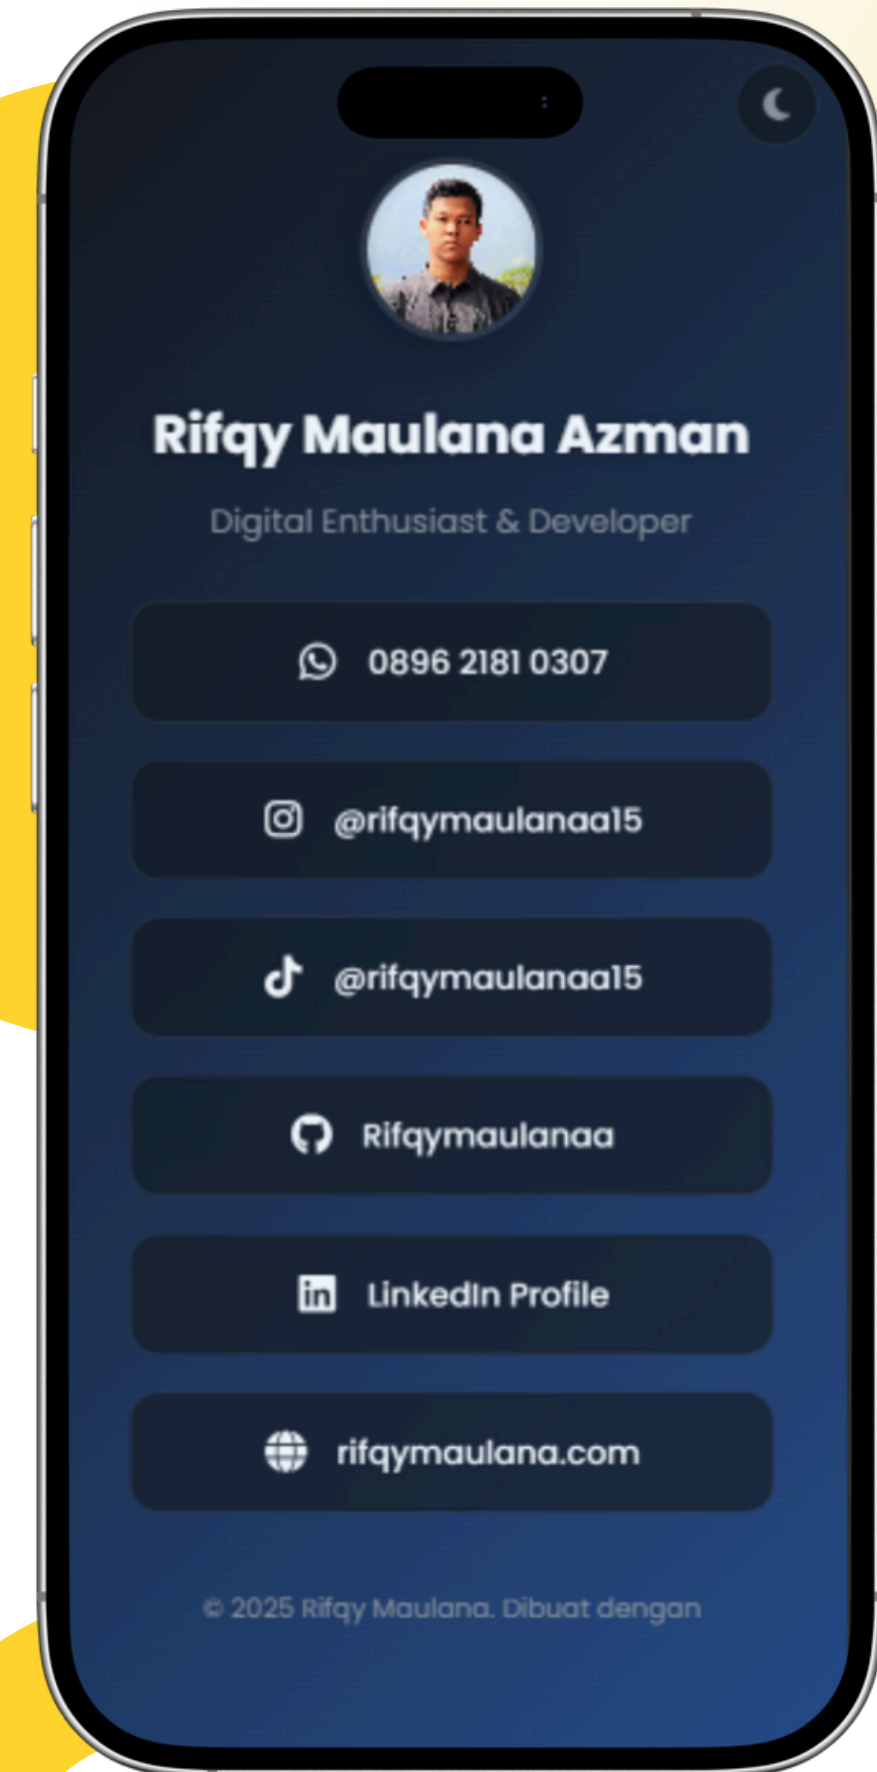 Rifqy Maulana Azman
Digital Enthusiast & Developer
0896 2181 0307
@rifqymaulanaa15
@rifqymaulanaa15
Rifqymaulanaa
in LinkedIn Profile
rifqymaulana.com
© 2025 Rifqy Maulana. Dibuat dengan